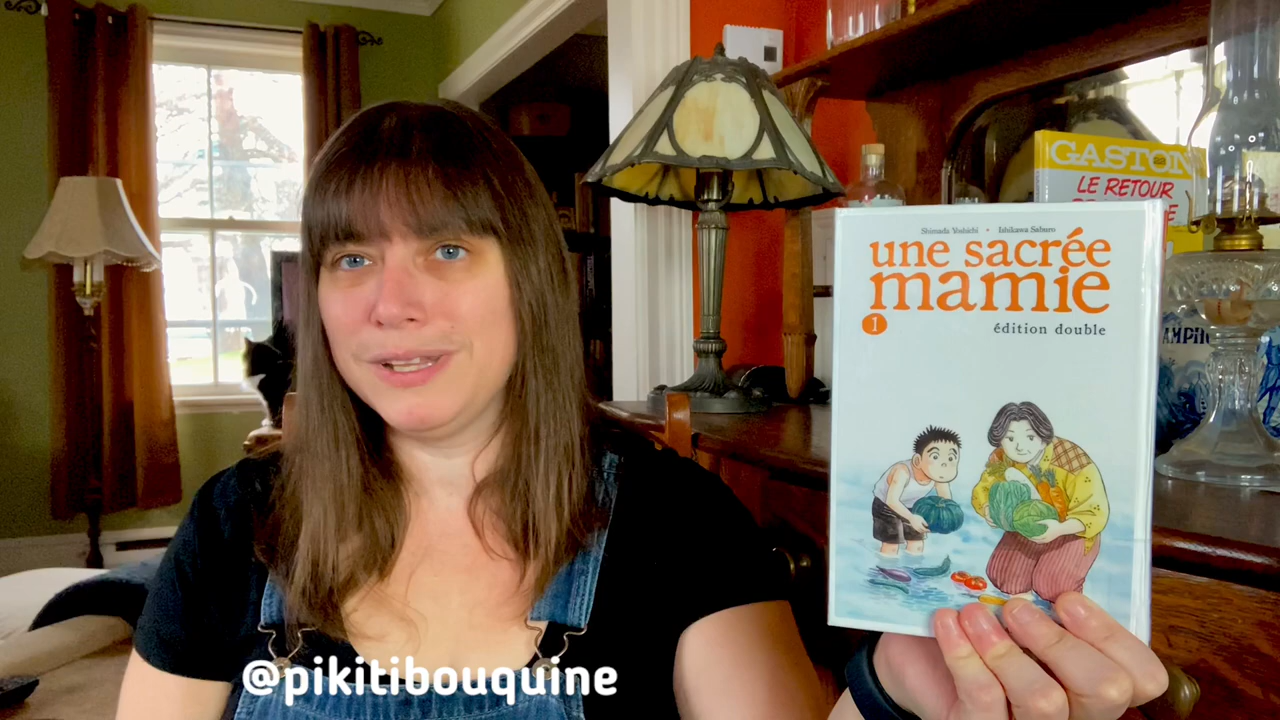 GASTON
LE RETOUR
Shimada Yoshichi • Ishikawa Saburo
une sacrée
mamie
1
édition double
@pikitibouquine